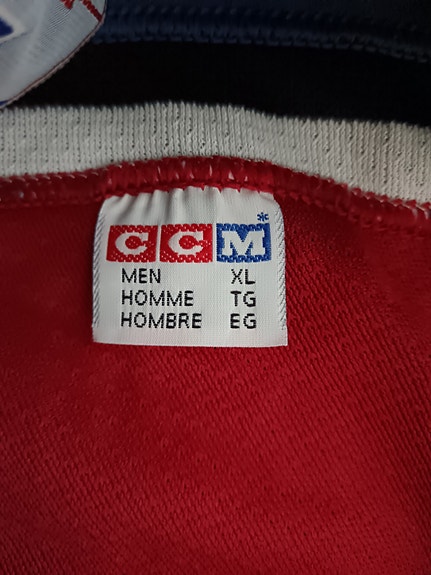 CCM*
MEN XL
HOMME TG
HOMBRE EG